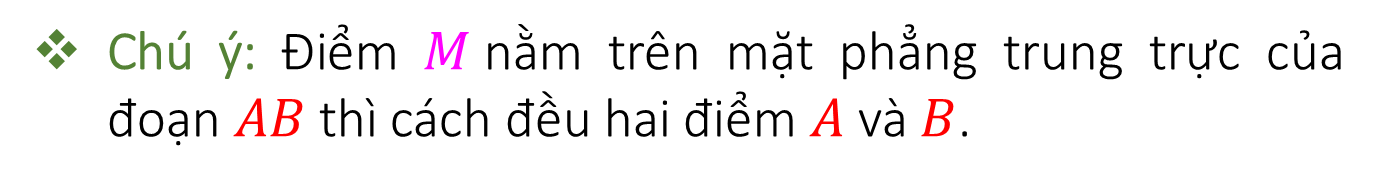 ❖ Chú ý: Điểm M nằm trên mặt phẳng trung trực của
đoạn AB thì cách đều hai điểm A và B.